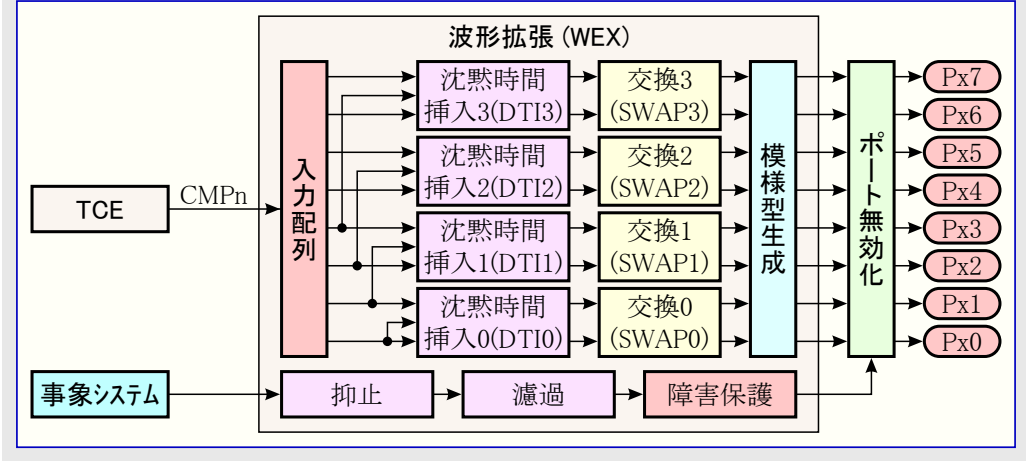 波形拡張 (WEX)
TCE
CMPn
入力配列
沈黙時間
挿入3(DTI3)
交換3
(SWAP3)
沈黙時間
挿入2(DTI2)
交換2
(SWAP2)
沈黙時間
挿入1(DTI1)
交換1
(SWAP1)
沈黙時間
挿入0(DTI0)
交換0
(SWAP0)
模様型生成
ポート無効化
Px7
Px6
Px5
Px4
Px3
Px2
Px1
Px0
事象システム
抑止
濾過
障害保護